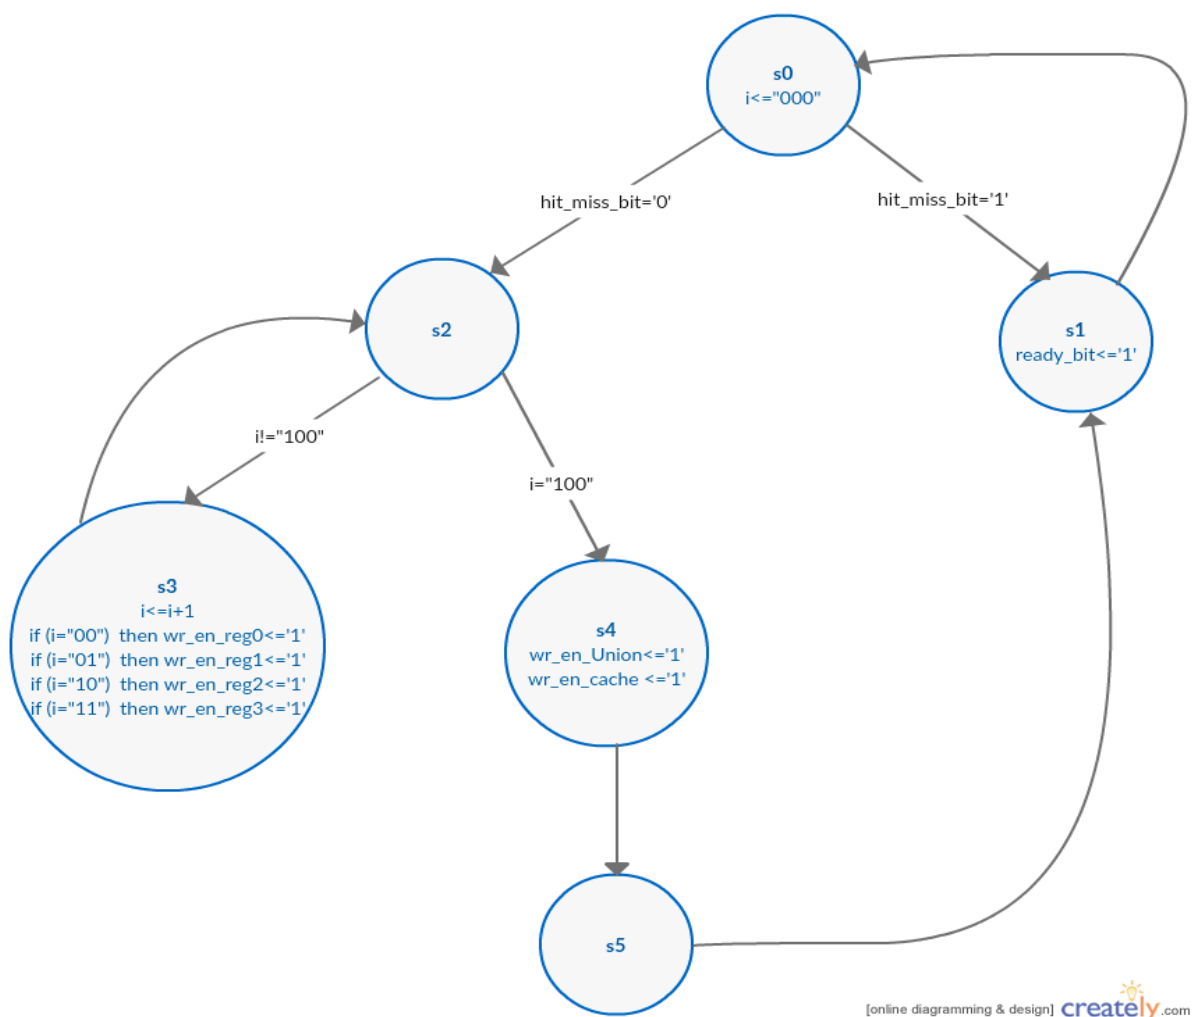 s0
i<="000"
hit_miss_bit='0'
hit_miss_bit='1'
s2
s1
ready_bit<='1'
i!="100"
i="100"
s3
i<=i+1
if (i="00")  then wr_en_reg0<='1'
if (i="01")  then wr_en_reg1<='1'
if (i="10")  then wr_en_reg2<='1'
if (i="11")  then wr_en_reg3<='1'
s4
wr_en_Union<='1'
wr_en_cache <='1'
s5
[online diagramming & design] creately.com